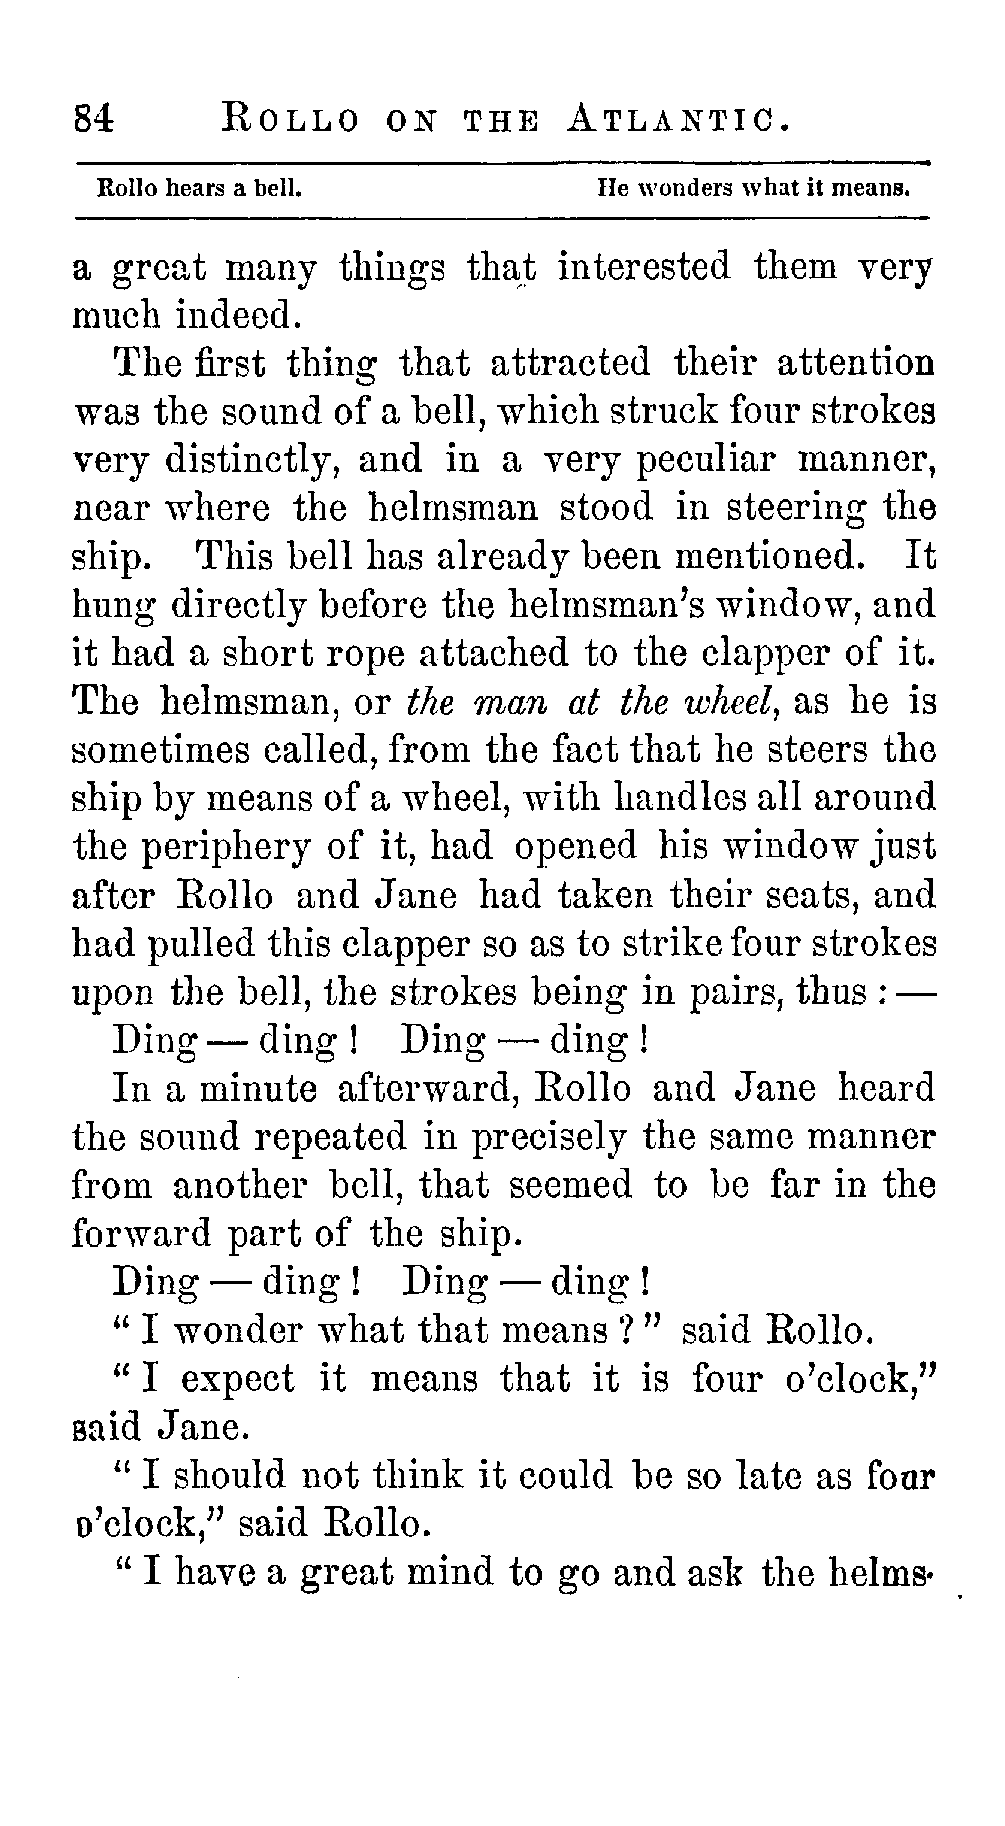 84 ROLLO ON THE ATLANTIC.
Rollo hears a bell. He wonders what it means.
a great many things that interested them very
much indeed.
The first thing that attracted their attention
was the sound of a bell, which struck four strokes
very distinctly, and in a very peculiar manner,
near where the helmsman stood in steering the
ship. This bell has already been mentioned. It
hung directly before the helmsman's window, and
it had a short rope attached to the clapper of it.
The helmsman, or the man at the wheel, as he is
sometimes called, from the fact that he steers the
ship by means of a wheel, with handles all around
the periphery of it, had opened his window just
after Rollo and Jane had taken their seats, and
had pulled this clapper so as to strike four strokes
upon the bell, the strokes being in pairs, thus : —
Ding — ding ! Ding — ding !
In a minute afterward, Rollo and Jane heard
the sound repeated in precisely the same manner
from another bell, that seemed to be far in the
forward part of the ship.
Ding — ding ! Ding — ding !
“ I wonder what that means ? ” said Rollo.
“ I expect it means that it is four o'clock,”
said Jane.
“ I should not think it could be so late as four
o'clock,” said Rollo.
“ I have a great mind to go and ask the helms-